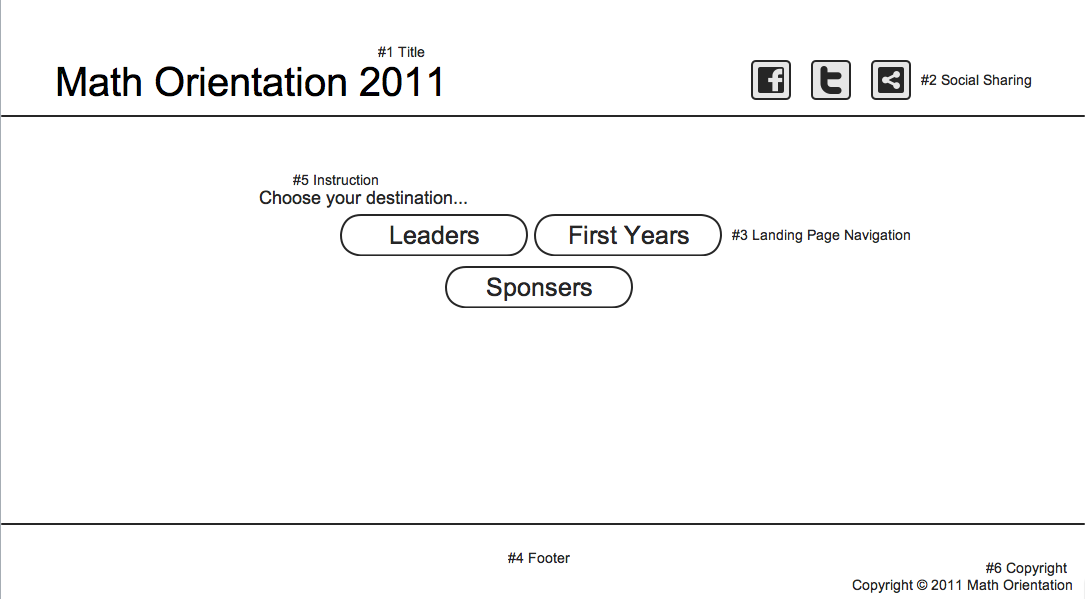 #1 Title
Math Orientation 2011
#2 Social Sharing
#5 Instruction
Choose your destination...
Leaders
First Years
#3 Landing Page Navigation
Sponsers
#4 Footer
#6 Copyright
Copyright © 2011 Math Orientation